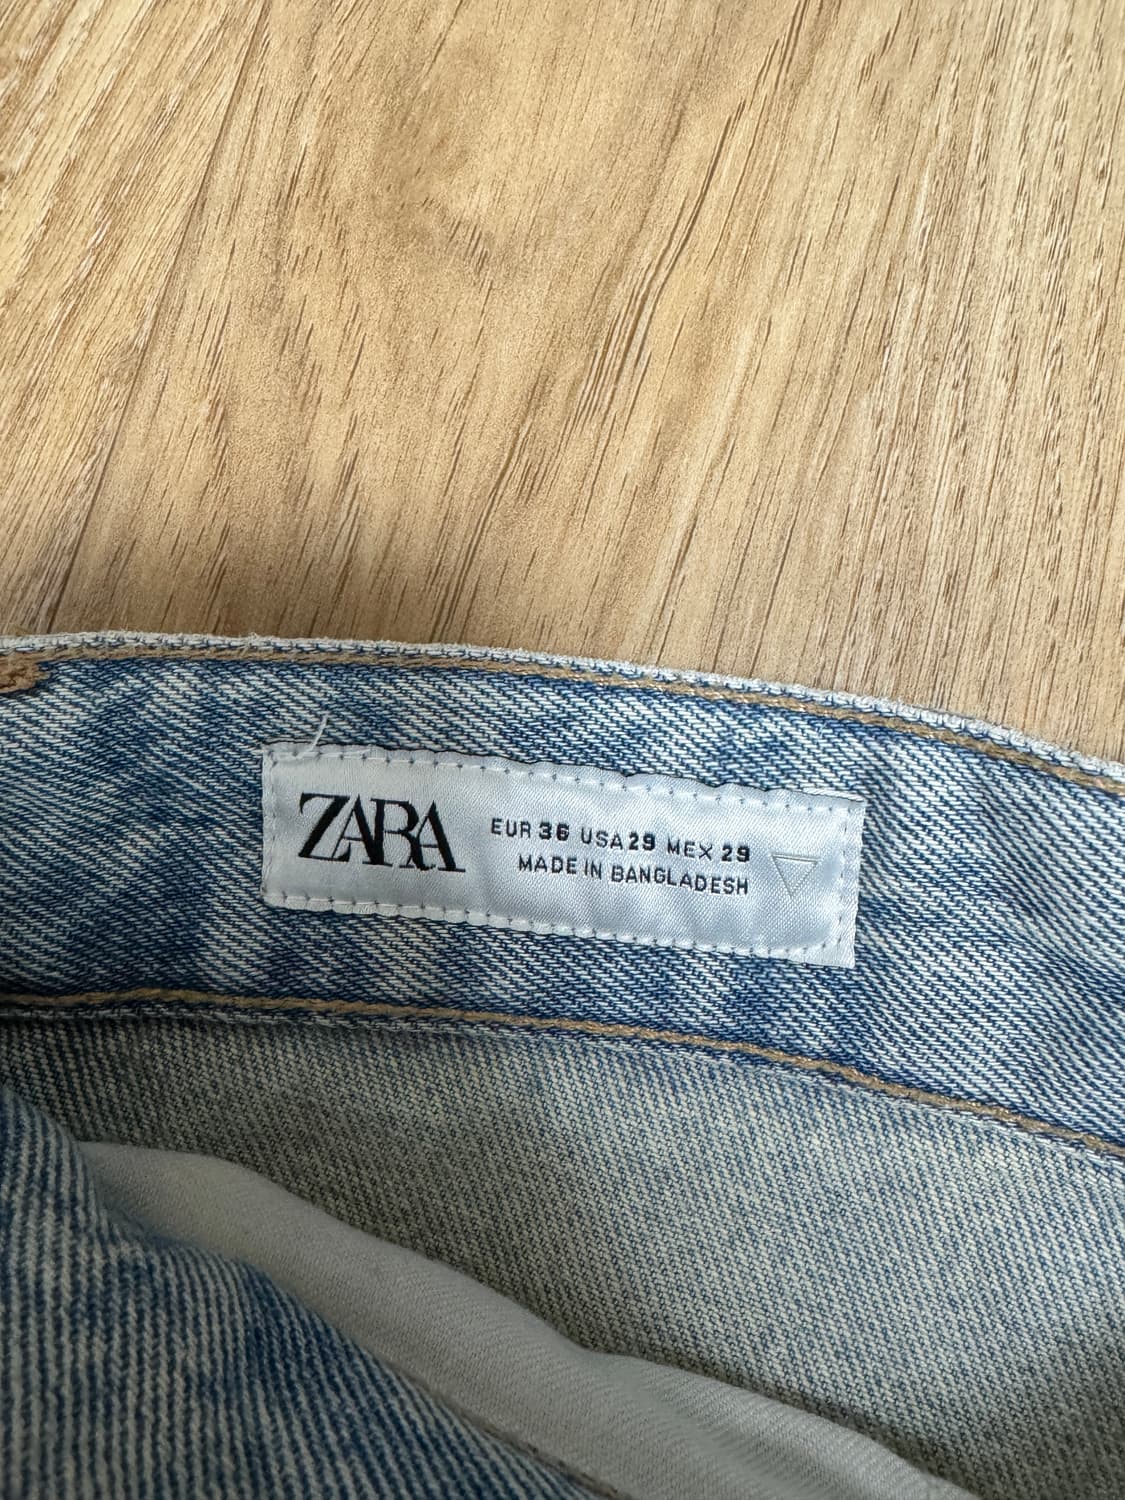 ZARA
EUR 36 USA 29 MEX 29
MADE IN BANGLADESH